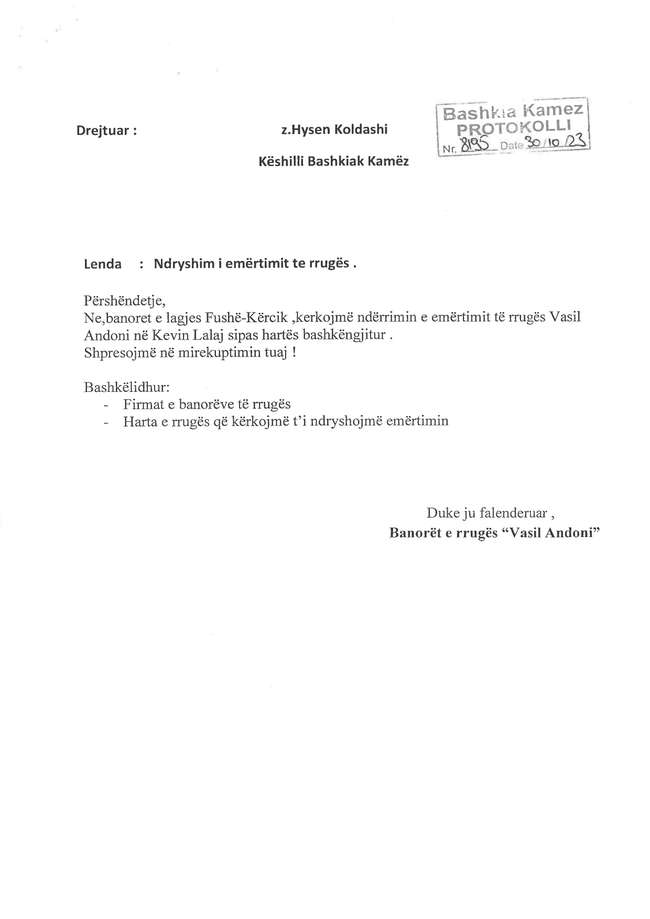 Bashkia Kamez
PROTOKOLLI
Nr. 8195 Date 30/10/23
Drejtuar : z.Hysen Koldashi
Këshilli Bashkiak Kamëz
Lenda : Ndryshim i emërtimit te rrugës .
Përshëndetje,
Ne,banoret e lagjes Fushë-Kërcik ,kerkojmë ndërrimin e emërtimit të rrugës Vasil
Andoni në Kevin Lalaj sipas hartës bashkëngjitur .
Shpresojmë në mirekuptimin tuaj !
Bashkëlidhur:
- Firmat e banorëve të rrugës
- Harta e rrugës që kërkojmë t’i ndryshojmë emërtimin
Duke ju falenderuar ,
Banorët e rrugës “Vasil Andoni”